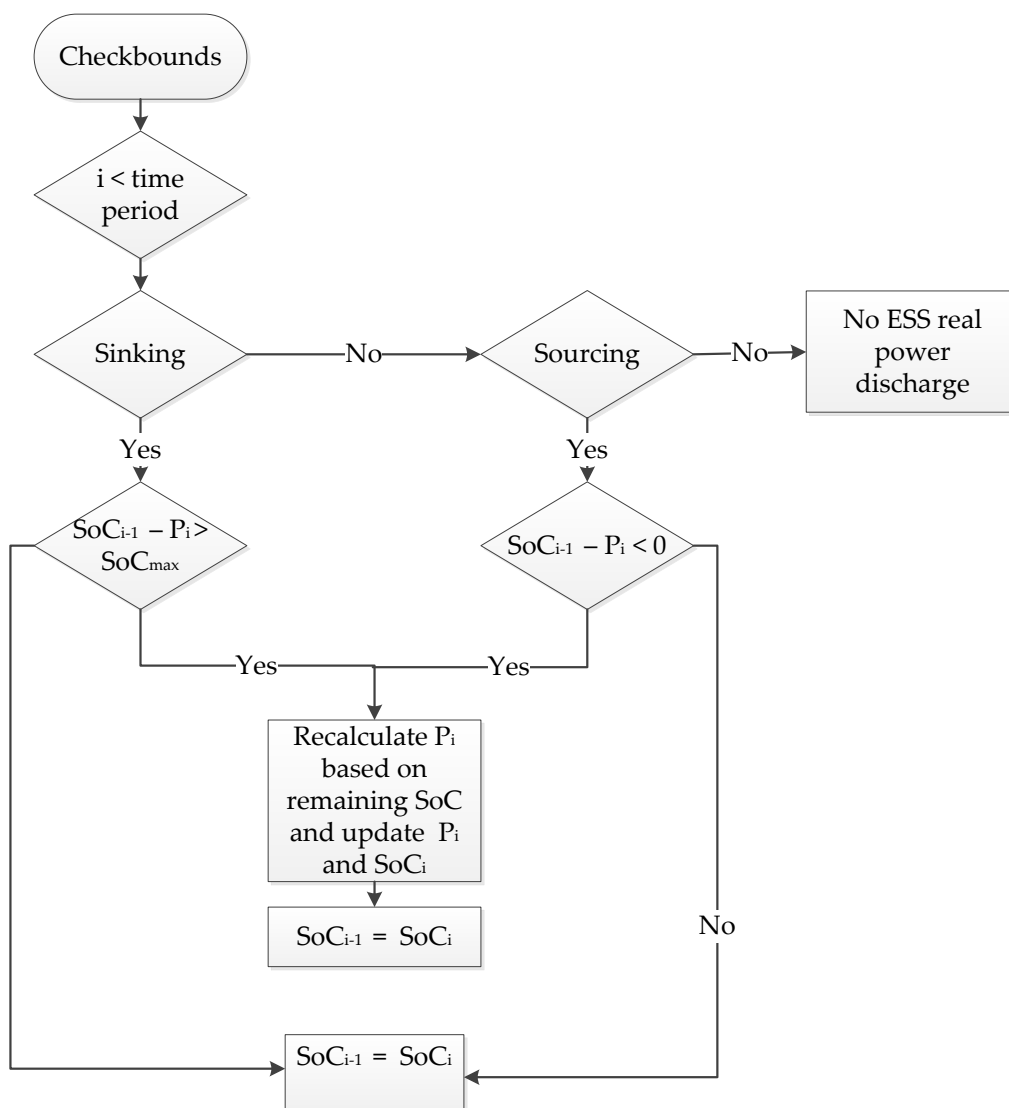 Checkbounds
i < time
period
Sinking
No
Sourcing
No
No ESS real
power
discharge
Yes
Yes
SoCi-1 – Pi >
SoCmax
SoCi-1 – Pi < 0
Yes
Yes
Recalculate Pi
based on
remaining SoC
and update Pi
and SoCi
SoCi-1 = SoCi
No
SoCi-1 = SoCi